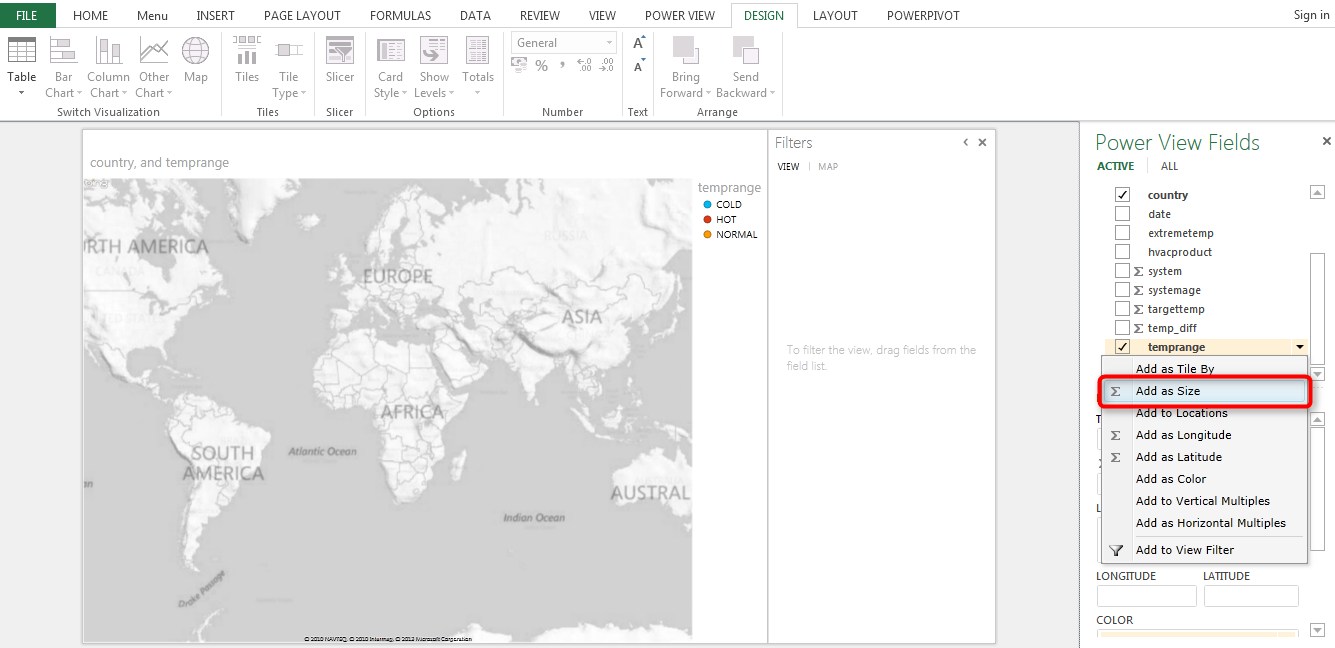 FILE HOME Menu INSERT PAGE LAYOUT FORMULAS DATA REVIEW VIEW POWER VIEW DESIGN LAYOUT POWERPIVOT Sign in
Table Bar Chart Column Chart Other Chart Map Tiles Tile Type Slicer Card Style Show Levels Totals General % , .00 .00 A A Bring Forward Send Backward
Switch Visualization Tiles Slicer Options Number Text Arrange
country, and temprange
temprange
COLD
HOT
NORMAL
RTH AMERICA
EUROPE
RUSSIA
ASIA
AFRICA
SOUTH
AMERICA
Atlantic Ocean
AUSTRAL
Indian Ocean
Drake Passage
© 2010 NAVTEQ, © 2010 Intermap, © 2013 Microsoft Corporation
Filters
VIEW MAP
To filter the view, drag fields from the
field list.
Power View Fields
ACTIVE ALL
country
date
extremetemp
hvacproduct
Σ system
Σ systemage
Σ targettemp
Σ temp_diff
temprange
Add as Tile By
Σ Add as Size
Add to Locations
Σ Add as Longitude
Σ Add as Latitude
Add as Color
Add to Vertical Multiples
Add as Horizontal Multiples
Add to View Filter
LONGITUDE LATITUDE
COLOR